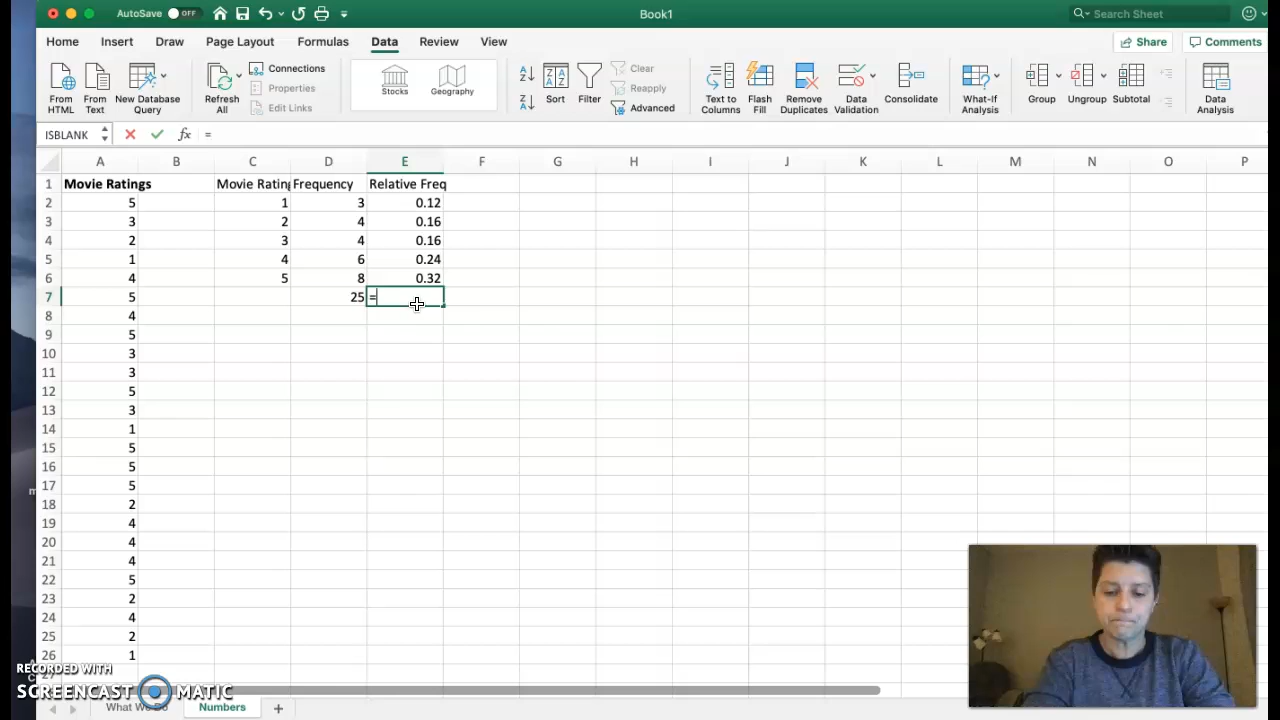 AutoSave OFF
Book1
Search Sheet
Home Insert Draw Page Layout Formulas Data Review View
Share Comments
From HTML
From Text
New Database Query
Refresh All
Connections
Properties
Edit Links
Stocks
Geography
Sort
Filter
Clear
Reapply
Advanced
Text to Columns
Flash Fill
Remove Duplicates
Data Validation
Consolidate
What-If Analysis
Group
Ungroup
Subtotal
Data Analysis
ISBLANK fx =
A B C D E F G H I J K L M N O P
1 Movie Ratings Movie Ratin Frequency Relative Freq
2 5 1 3 0.12
3 3 2 4 0.16
4 2 3 4 0.16
5 1 4 6 0.24
6 4 5 8 0.32
7 5 25 =
8 4
9 5
10 3
11 3
12 5
13 3
14 1
15 5
16 5
17 5
18 2
19 4
20 4
21 4
22 5
23 2
24 4
25 2
26 1
RECORDED WITH
SCREENCAST MATIC
Numbers